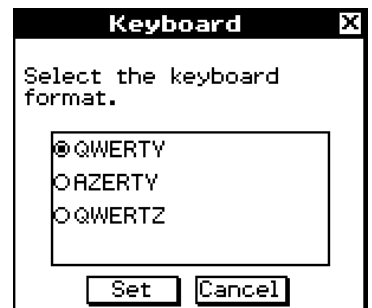 Keyboard X
Select the keyboard
format.
QWERTY
AZERTY
QWERTZ
Set Cancel